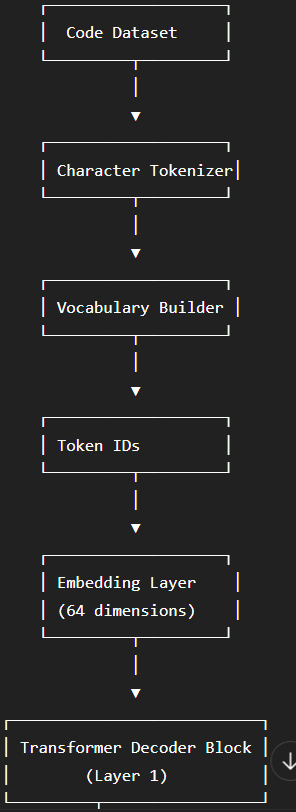 Code Dataset
Character Tokenizer
Vocabulary Builder
Token IDs
Embedding Layer
(64 dimensions)
Transformer Decoder Block
(Layer 1)